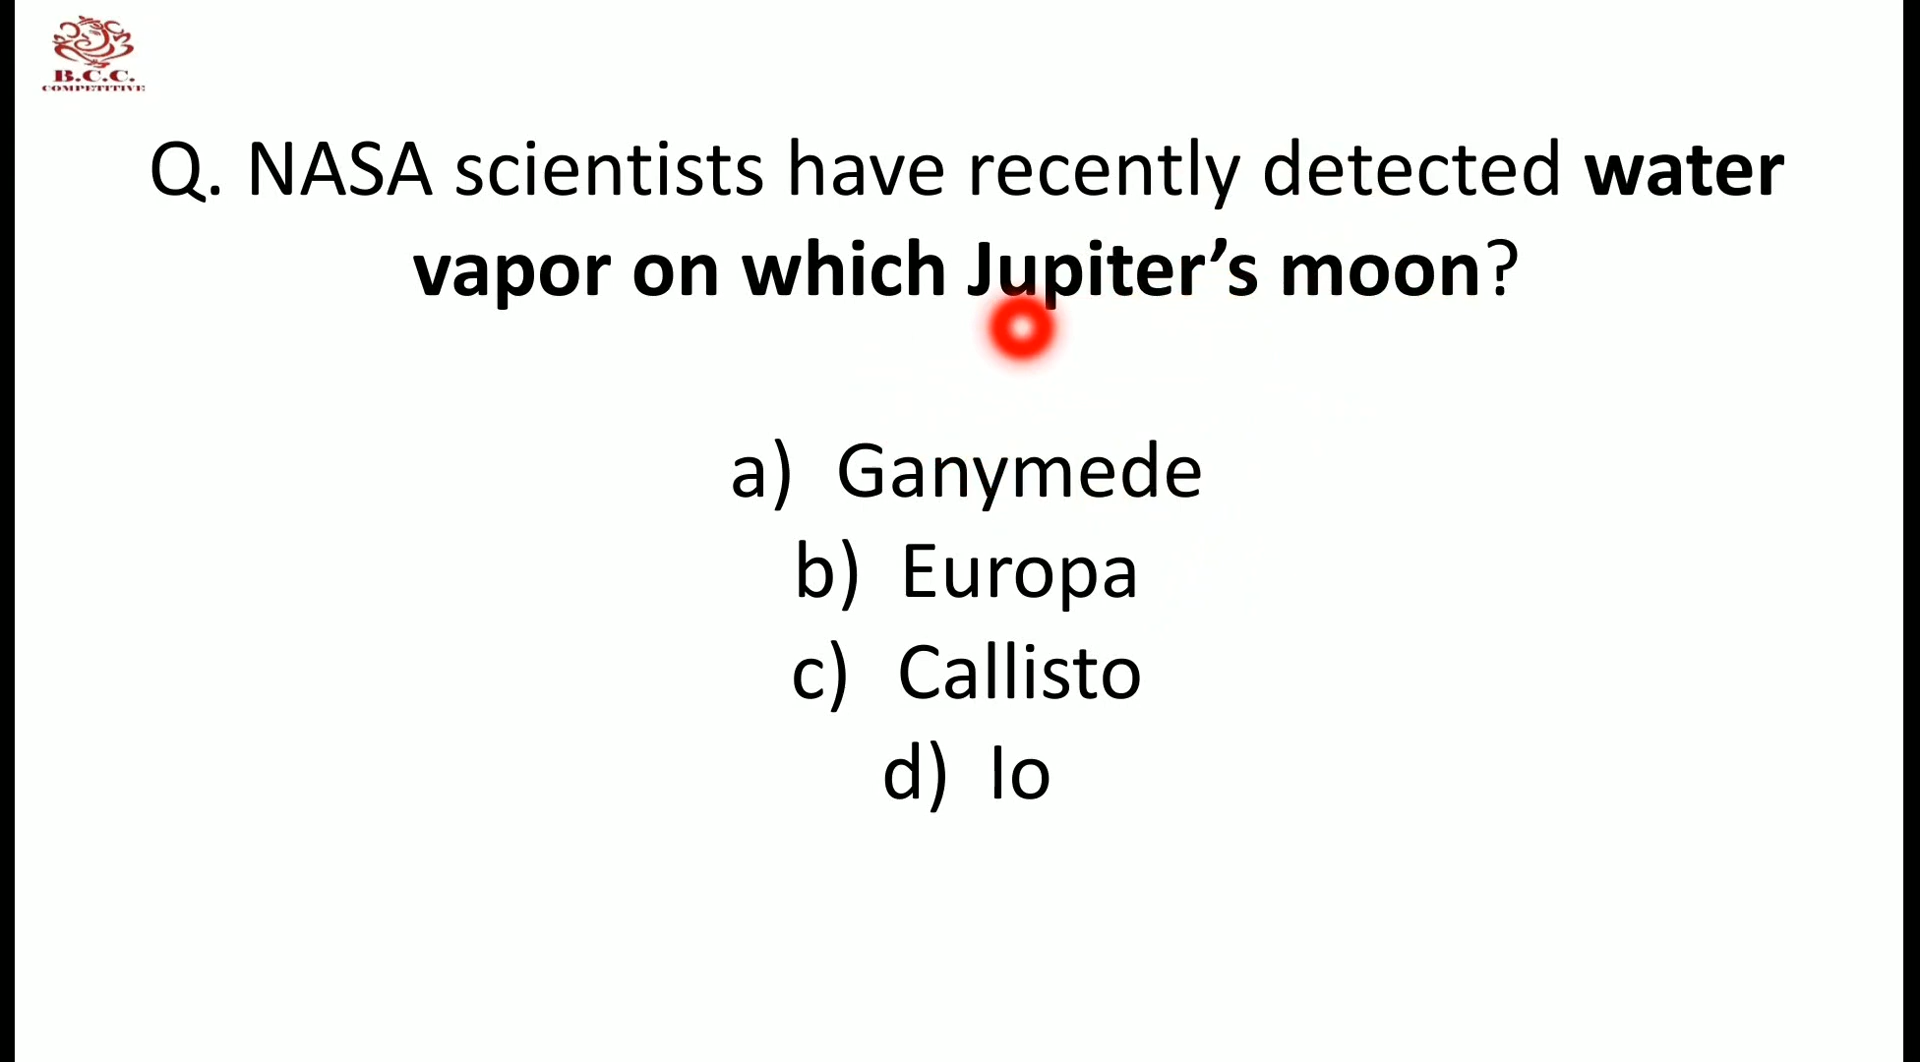 B.C.C.
COMPETITIVE
Q. NASA scientists have recently detected water
vapor on which Jupiter’s moon?
a) Ganymede
b) Europa
c) Callisto
d) Io